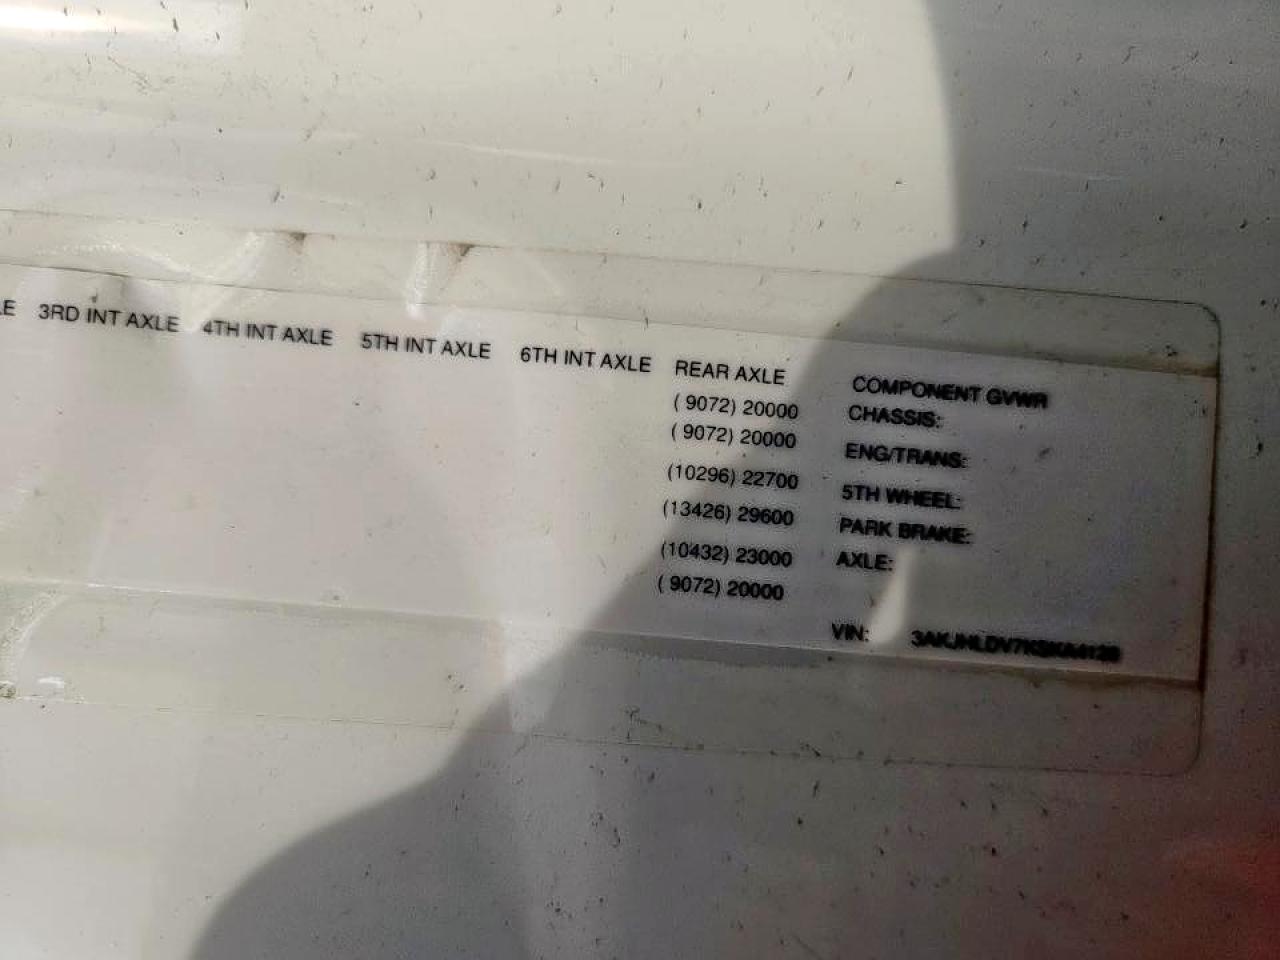 3RD INT AXLE 4TH INT AXLE 5TH INT AXLE 6TH INT AXLE REAR AXLE COMPONENT GVWR
( 9072) 20000 CHASSIS:
( 9072) 20000 ENG/TRANS:
(10296) 22700 5TH WHEEL:
(13426) 29600 PARK BRAKE:
(10432) 23000 AXLE:
( 9072) 20000
VIN: